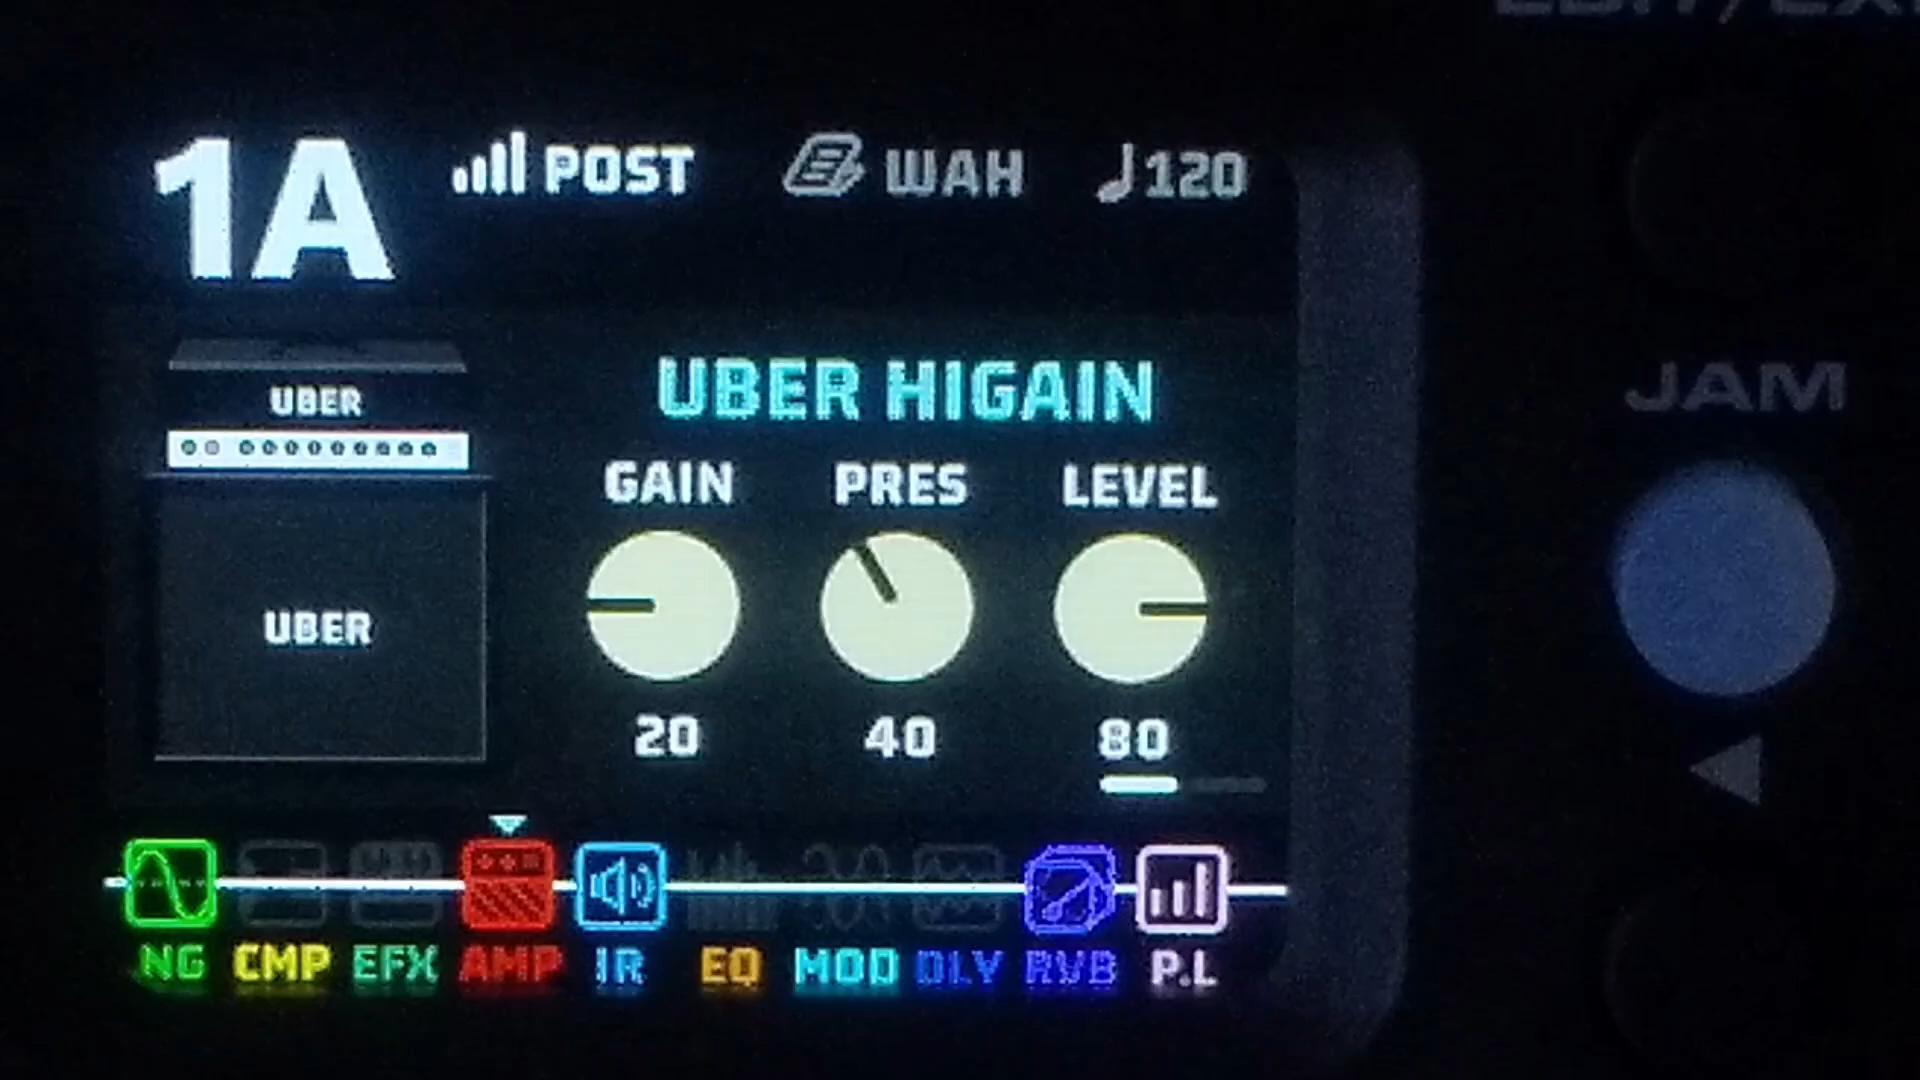 1A POST WAH 120
UBER
UBER HIGAIN
GAIN PRES LEVEL
UBER
20 40 80
NG CMP EFX AMP IR EQ MOD DLY RVB P.L
JAM